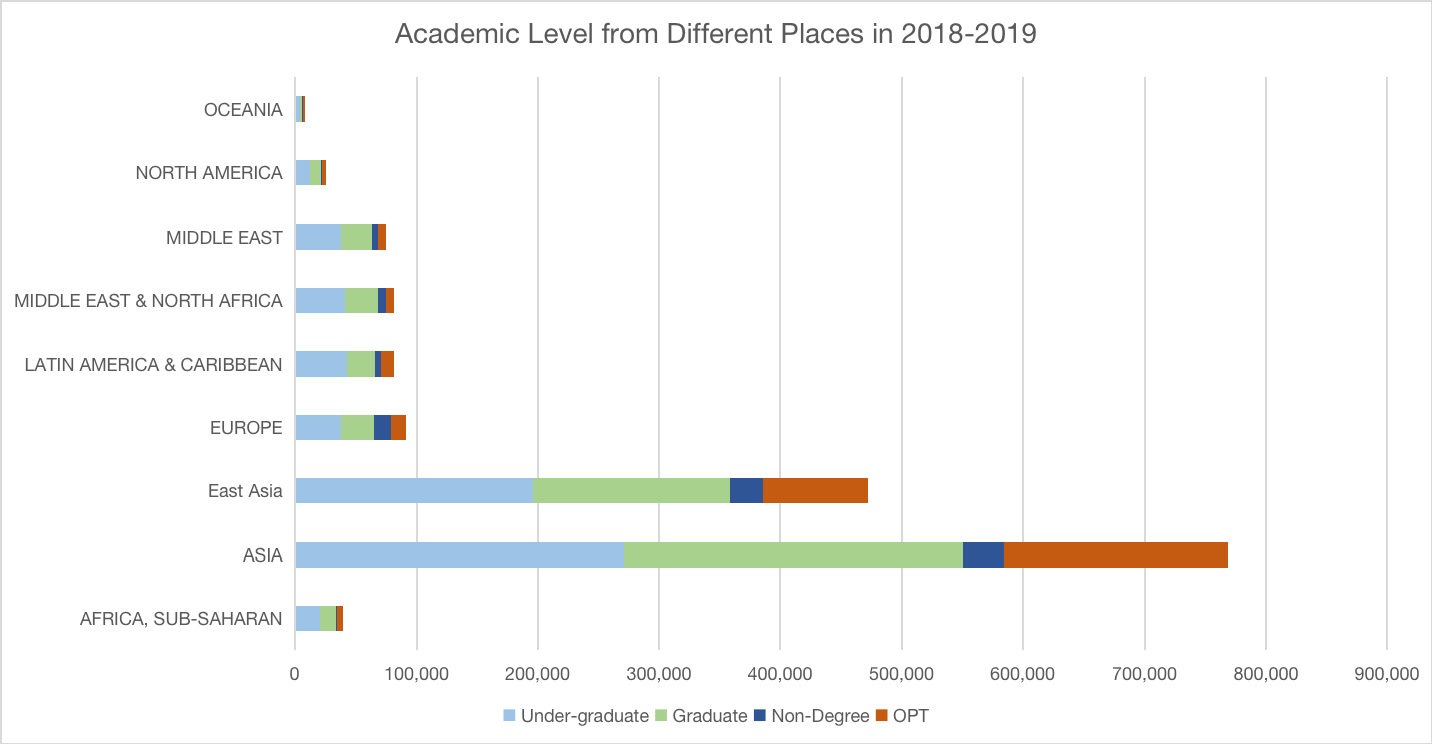 Academic Level from Different Places in 2018-2019
OCEANIA
NORTH AMERICA
MIDDLE EAST
MIDDLE EAST & NORTH AFRICA
LATIN AMERICA & CARIBBEAN
EUROPE
East Asia
ASIA
AFRICA, SUB-SAHARAN
0 100,000 200,000 300,000 400,000 500,000 600,000 700,000 800,000 900,000
Under-graduate Graduate Non-Degree OPT